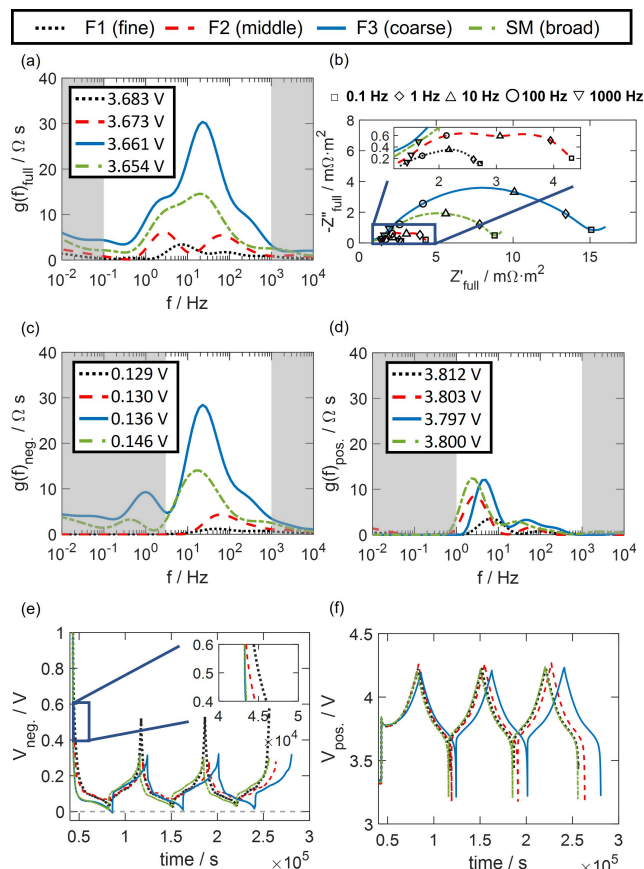 F1 (fine) F2 (middle) F3 (coarse) SM (broad)
(a)
g(f)full / Ω s
40
30
20
10
0
3.683 V
3.673 V
3.661 V
3.654 V
10-2 10-1 100 101 102 103 104
f / Hz
(b)
0.1 Hz 1 Hz 10 Hz 100 Hz 1000 Hz
-Z''full / mΩ·m2
8
6
4
2
0
0.6
0.4
0.2
2 3 4
0 5 10 15
Z'full / mΩ·m2
(c)
g(f)neg. / Ω s
40
30
20
10
0
0.129 V
0.130 V
0.136 V
0.146 V
10-2 10-1 100 101 102 103 104
f / Hz
(d)
g(f)pos. / Ω s
40
30
20
10
0
3.812 V
3.803 V
3.797 V
3.800 V
10-2 10-1 100 101 102 103 104
f / Hz
(e)
Vneg. / V
1
0.8
0.6
0.4
0.2
0
0.6
0.5
0.4
4 4.5 5
×104
1 1.5 2 2.5 3
time / s
×105
(f)
Vpos. / V
4.5
4
3.5
3
1 1.5 2 2.5 3
time / s
×105